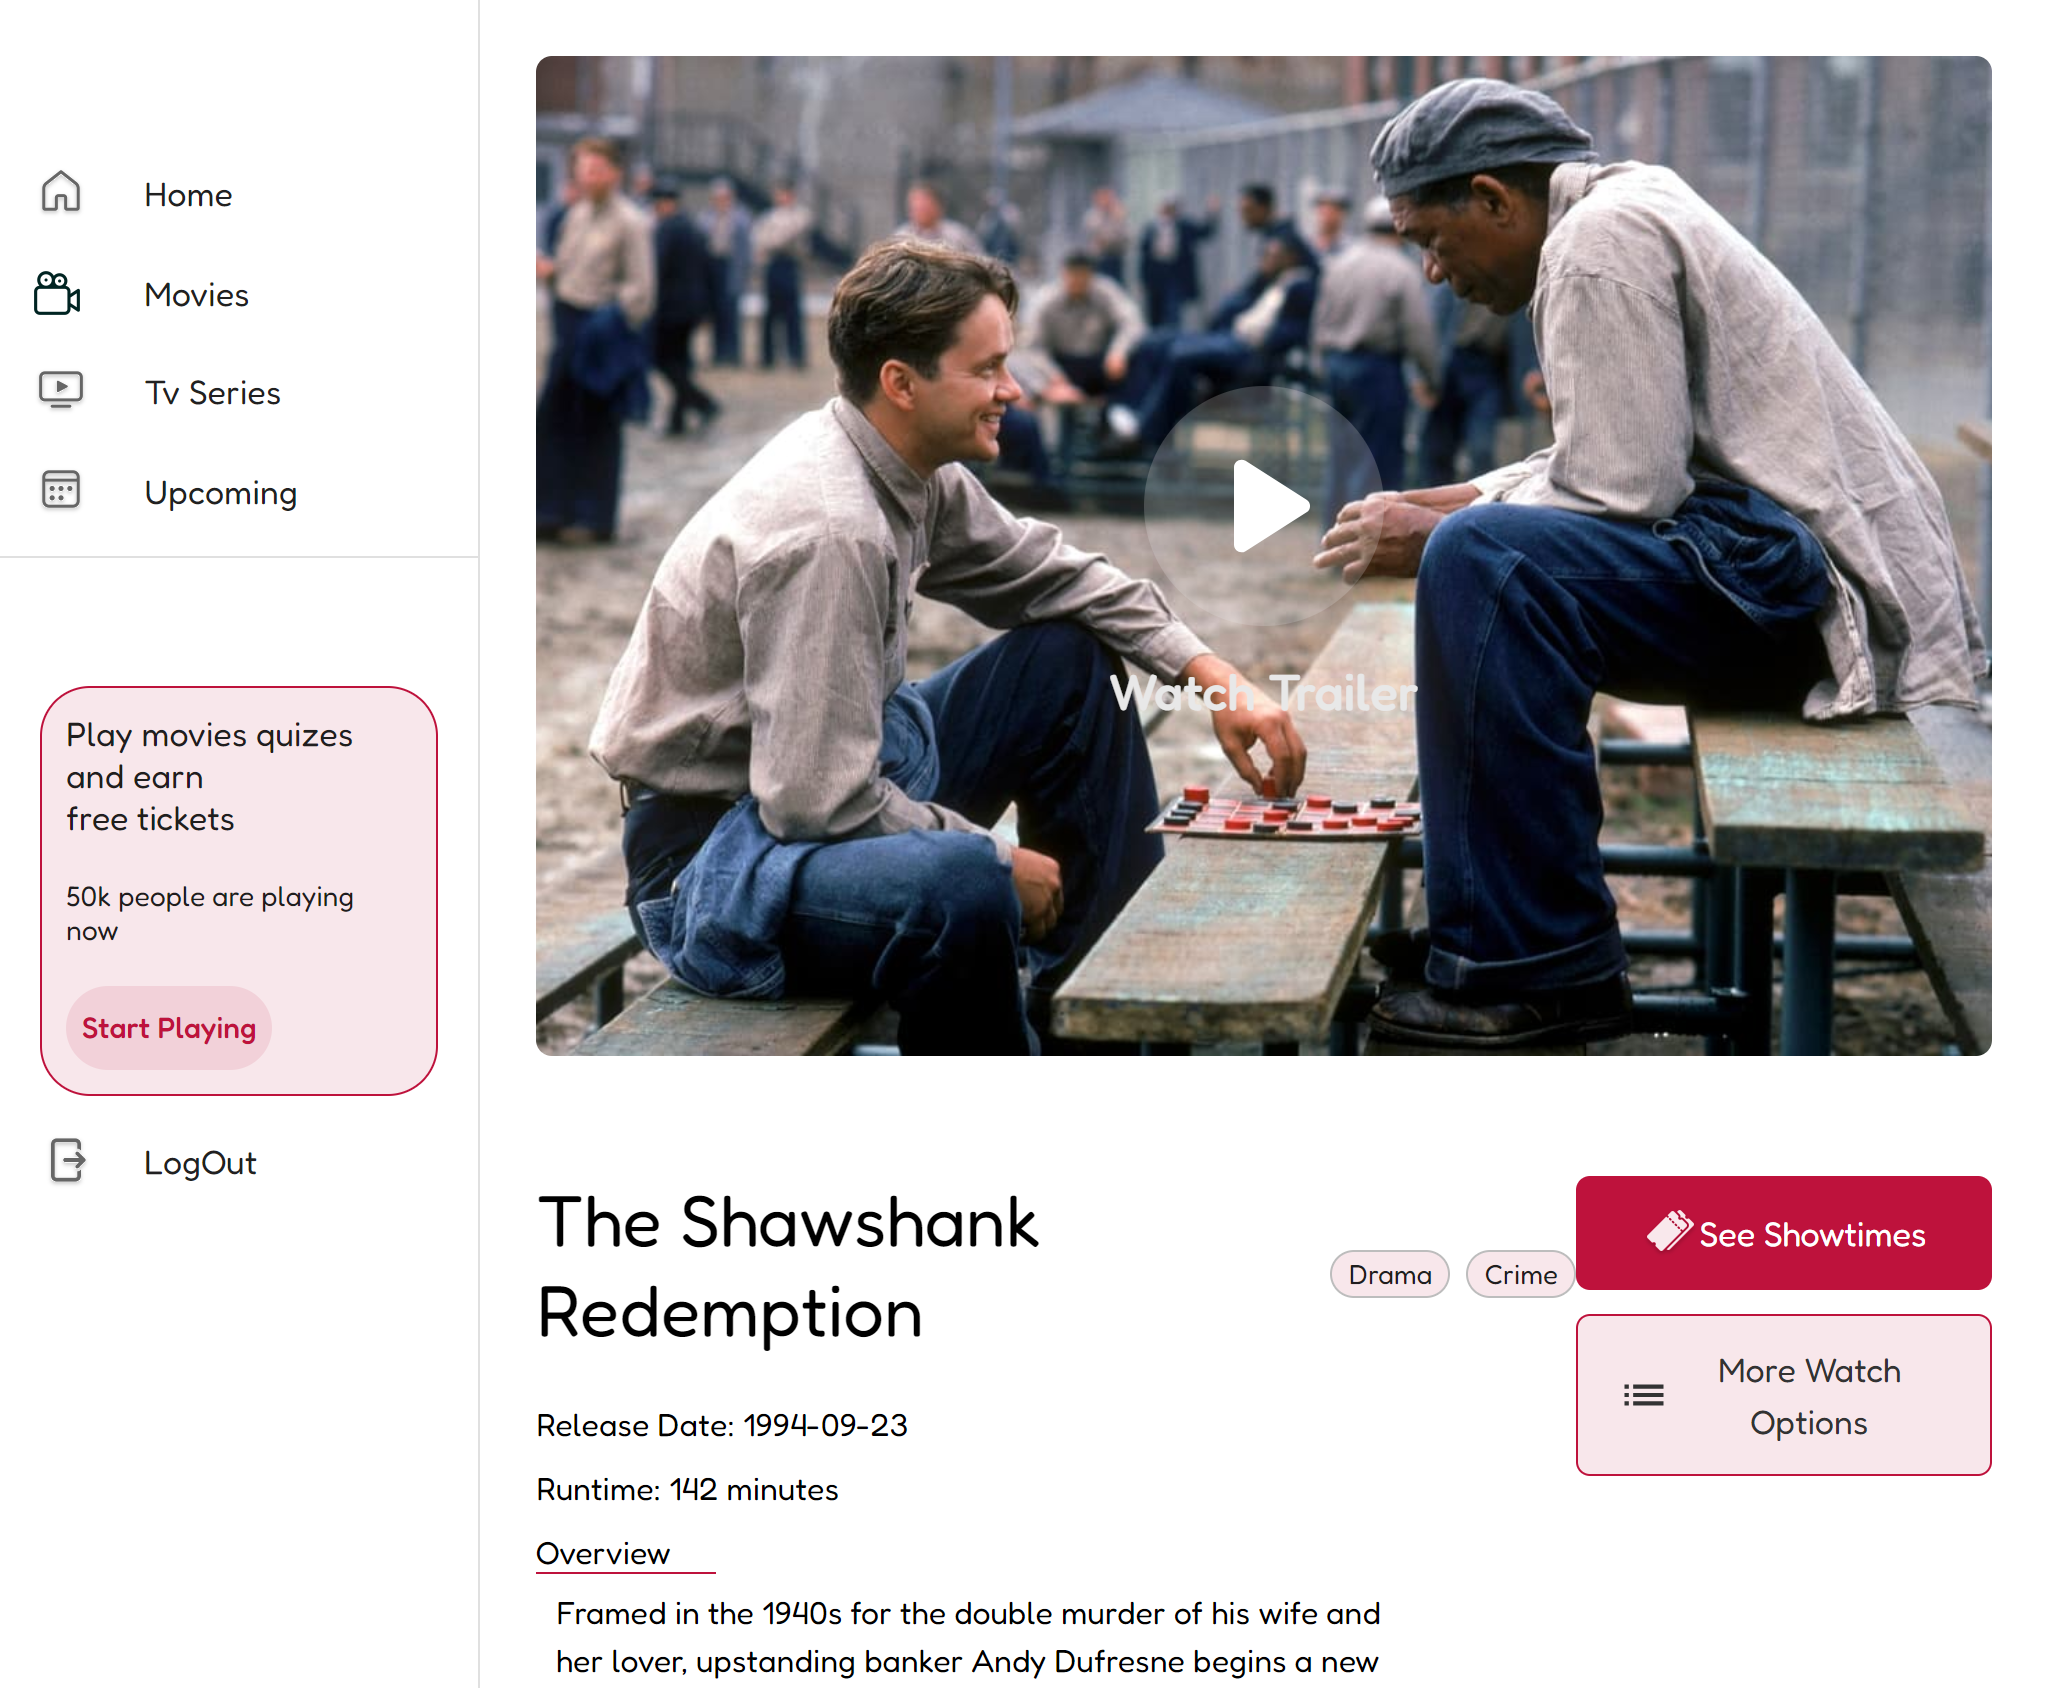 Home
Movies
Tv Series
Upcoming
Play movies quizes
and earn
free tickets
50k people are playing
now
Start Playing
LogOut
Watch Trailer
The Shawshank
Redemption
Drama
Crime
See Showtimes
More Watch
Options
Release Date: 1994-09-23
Runtime: 142 minutes
Overview
Framed in the 1940s for the double murder of his wife and
her lover, upstanding banker Andy Dufresne begins a new